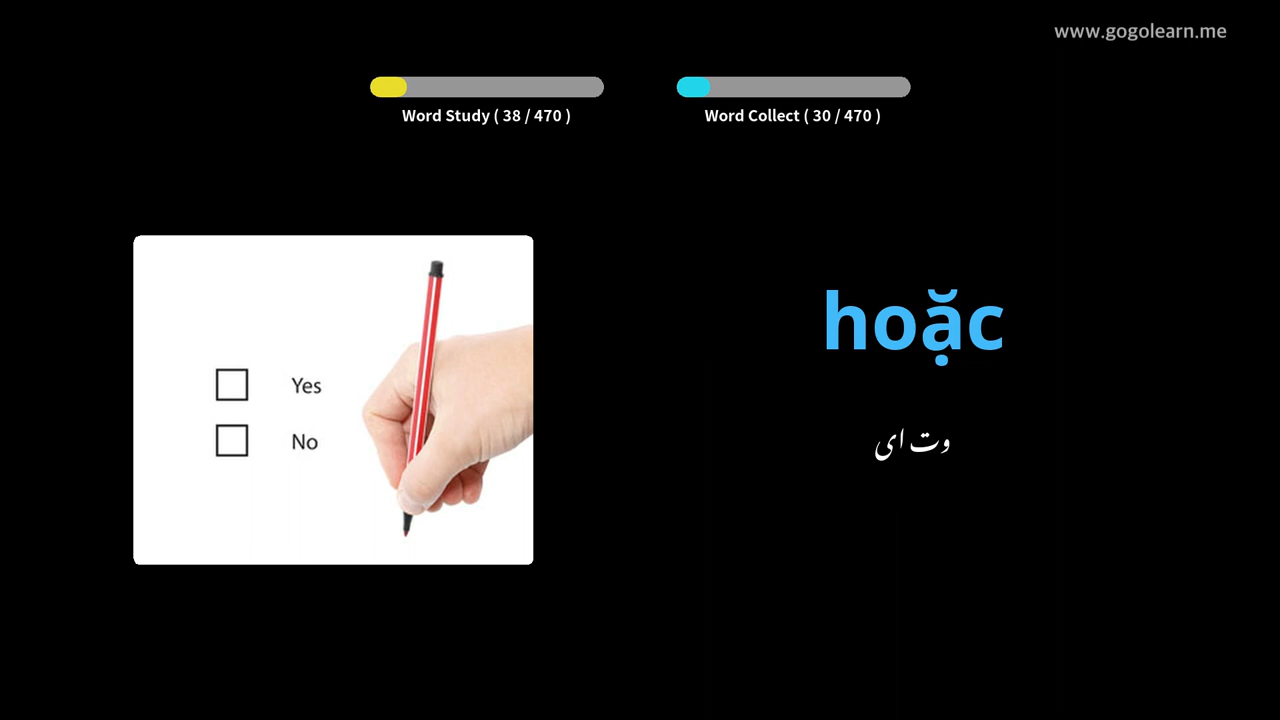 www.gogolearn.me
Word Study ( 38 / 470 )
Word Collect ( 30 / 470 )
Yes
No
hoặc
وت ای